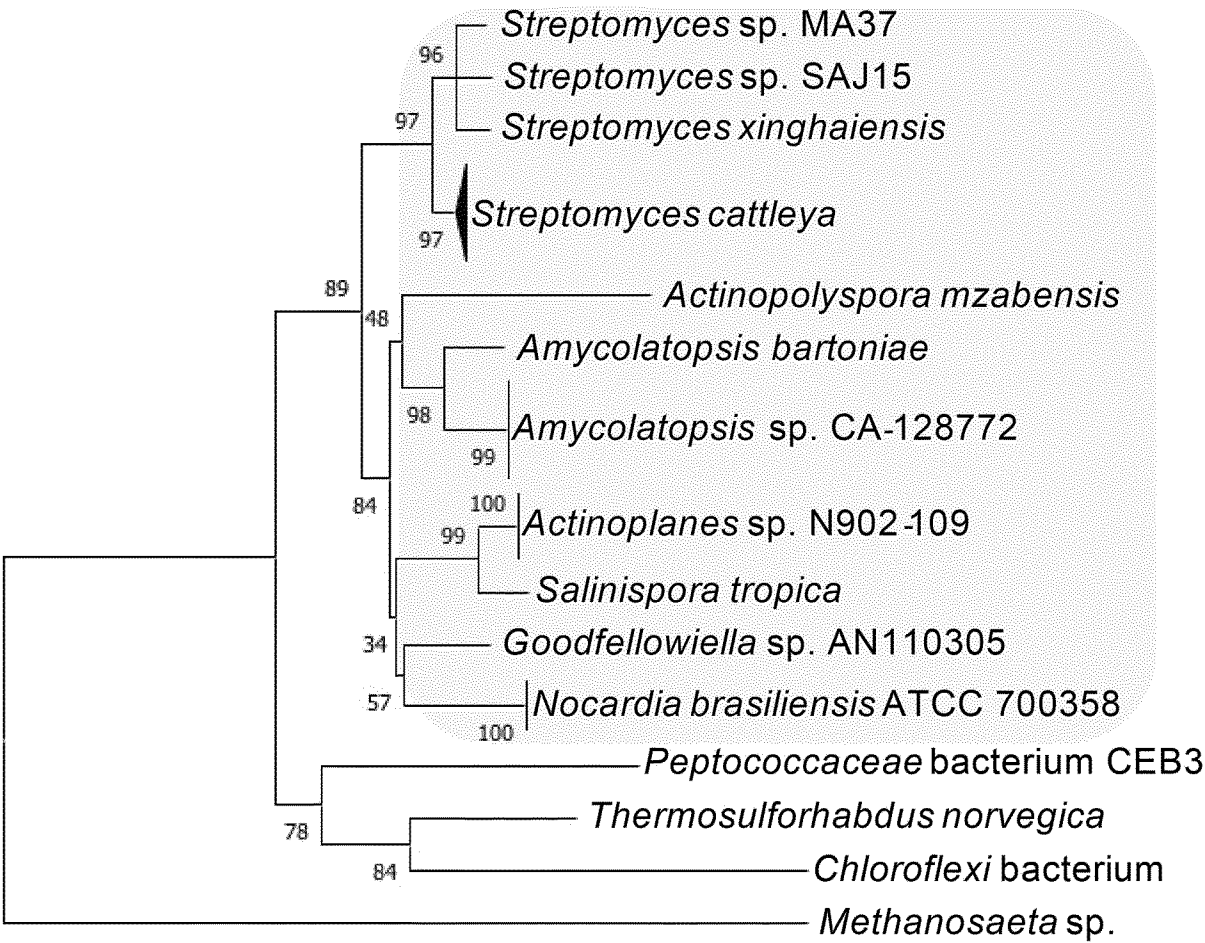 Streptomyces sp. MA37
96
Streptomyces sp. SAJ15
97
Streptomyces xinghaiensis
Streptomyces cattleya
97
89
Actinopolyspora mzabensis
48
Amycolatopsis bartoniae
98
Amycolatopsis sp. CA-128772
99
84
100
Actinoplanes sp. N902-109
99
Salinispora tropica
34
Goodfellowiella sp. AN110305
57
Nocardia brasiliensis ATCC 700358
100
Peptococcaceae bacterium CEB3
Thermosulforhabdus norvegica
78
84
Chloroflexi bacterium
Methanosaeta sp.